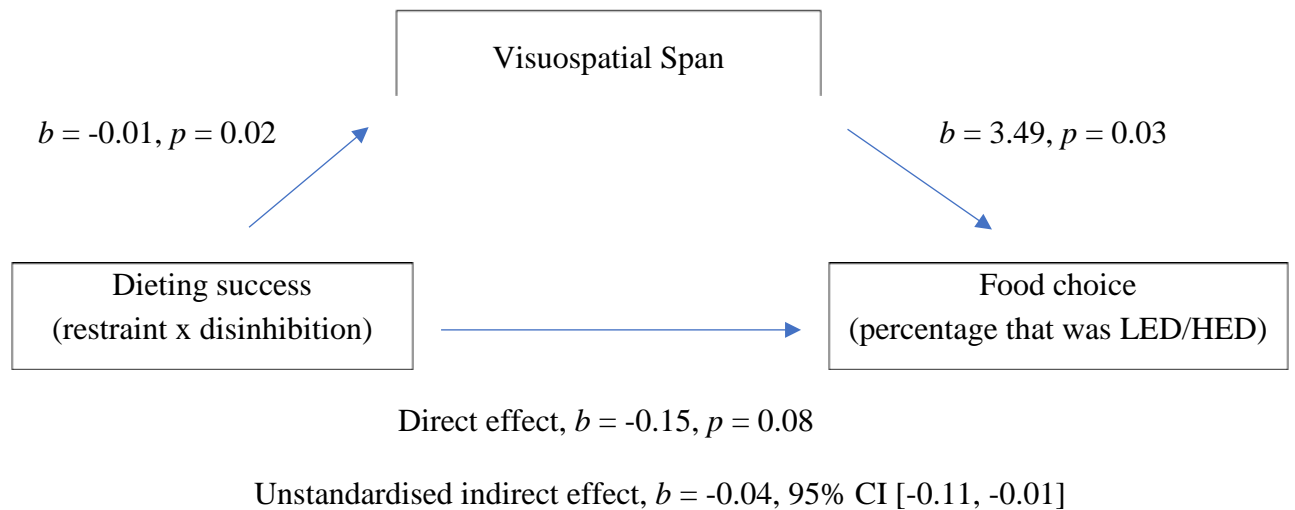 Visuospatial Span
b = -0.01, p = 0.02
b = 3.49, p = 0.03
Dieting success
(restraint x disinhibition)
Food choice
(percentage that was LED/HED)
Direct effect, b = -0.15, p = 0.08
Unstandardised indirect effect, b = -0.04, 95% CI [-0.11, -0.01]